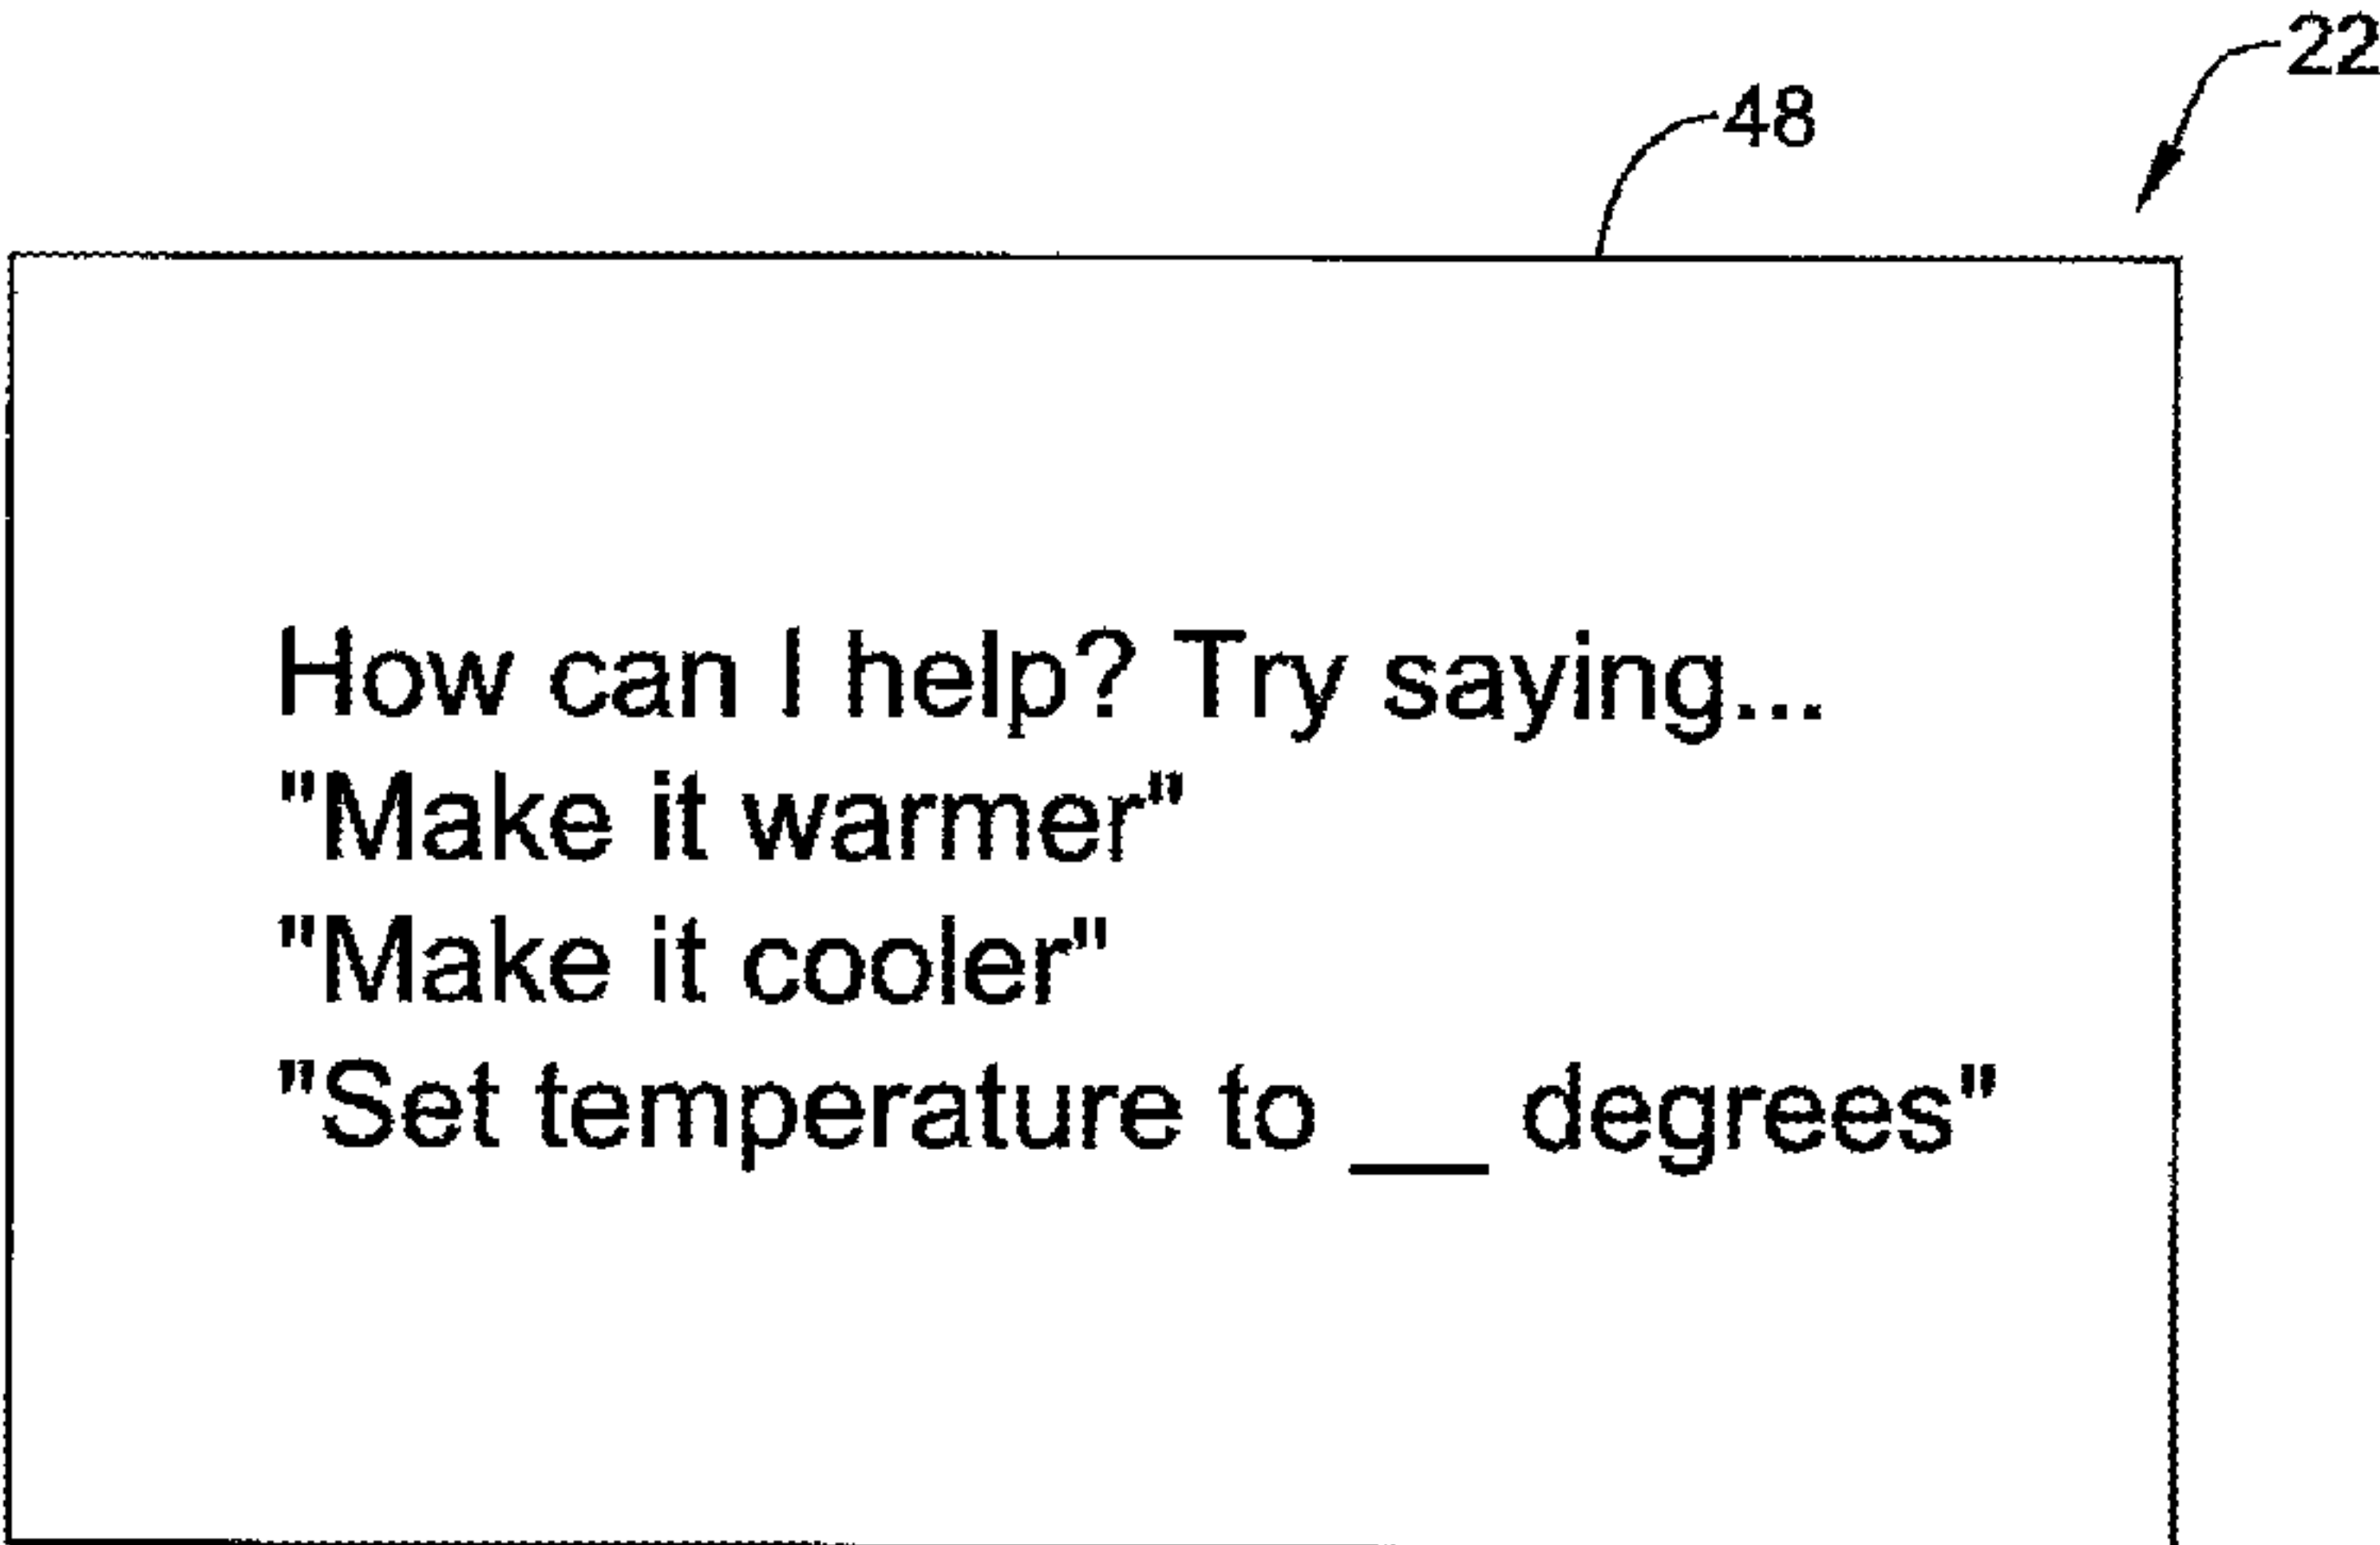 22
48
How can I help? Try saying...
"Make it warmer"
"Make it cooler"
"Set temperature to __ degrees"